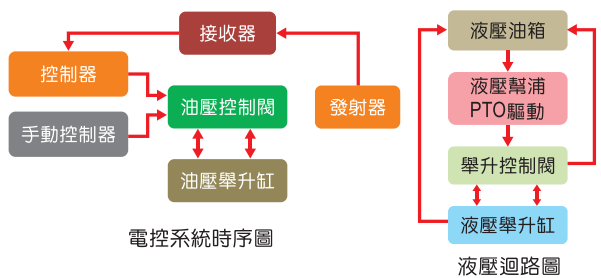 接收器
控制器
手動控制器
油壓控制閥
發射器
油壓舉升缸
電控系統時序圖
液壓油箱
液壓幫浦
PTO驅動
舉升控制閥
液壓舉升缸
液壓迴路圖